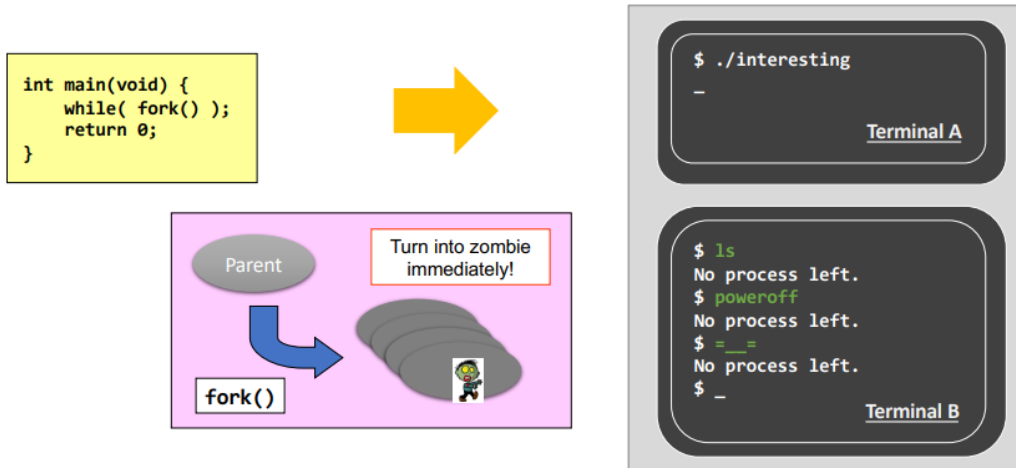 int main(void) {
    while( fork() );
    return 0;
}
Parent
Turn into zombie
immediately!
fork()
$ ./interesting
_
Terminal A
$ ls
No process left.
$ poweroff
No process left.
$ =__=
No process left.
$ _
Terminal B